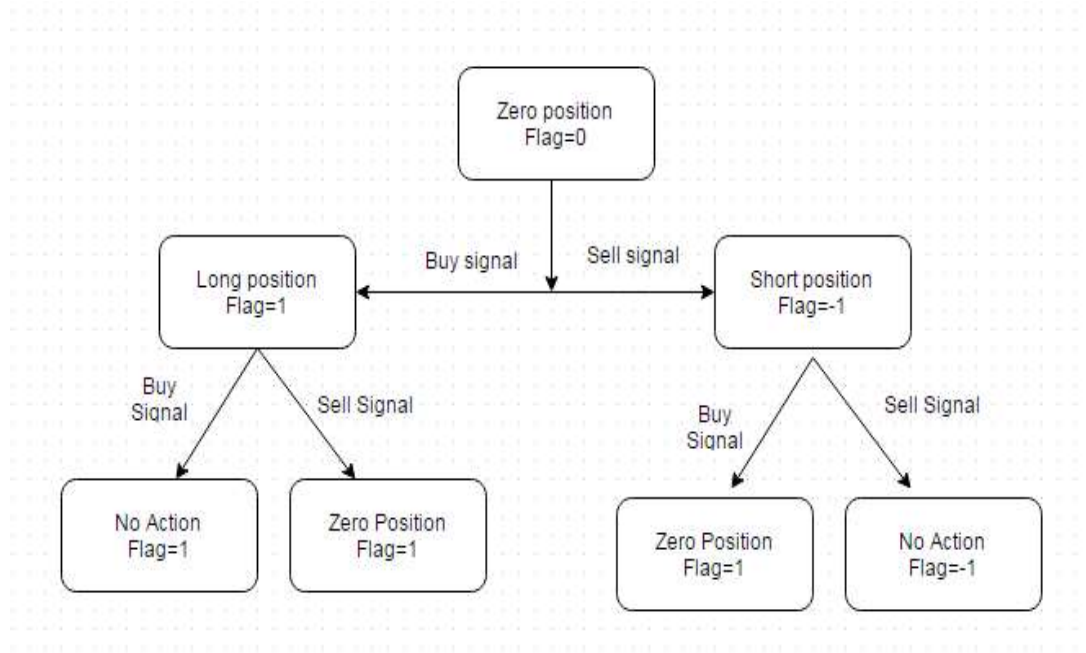 Zero position
Flag=0
Buy signal
Sell signal
Long position
Flag=1
Short position
Flag=-1
Buy
Signal
Sell Signal
Buy
Signal
Sell Signal
No Action
Flag=1
Zero Position
Flag=1
Zero Position
Flag=1
No Action
Flag=-1